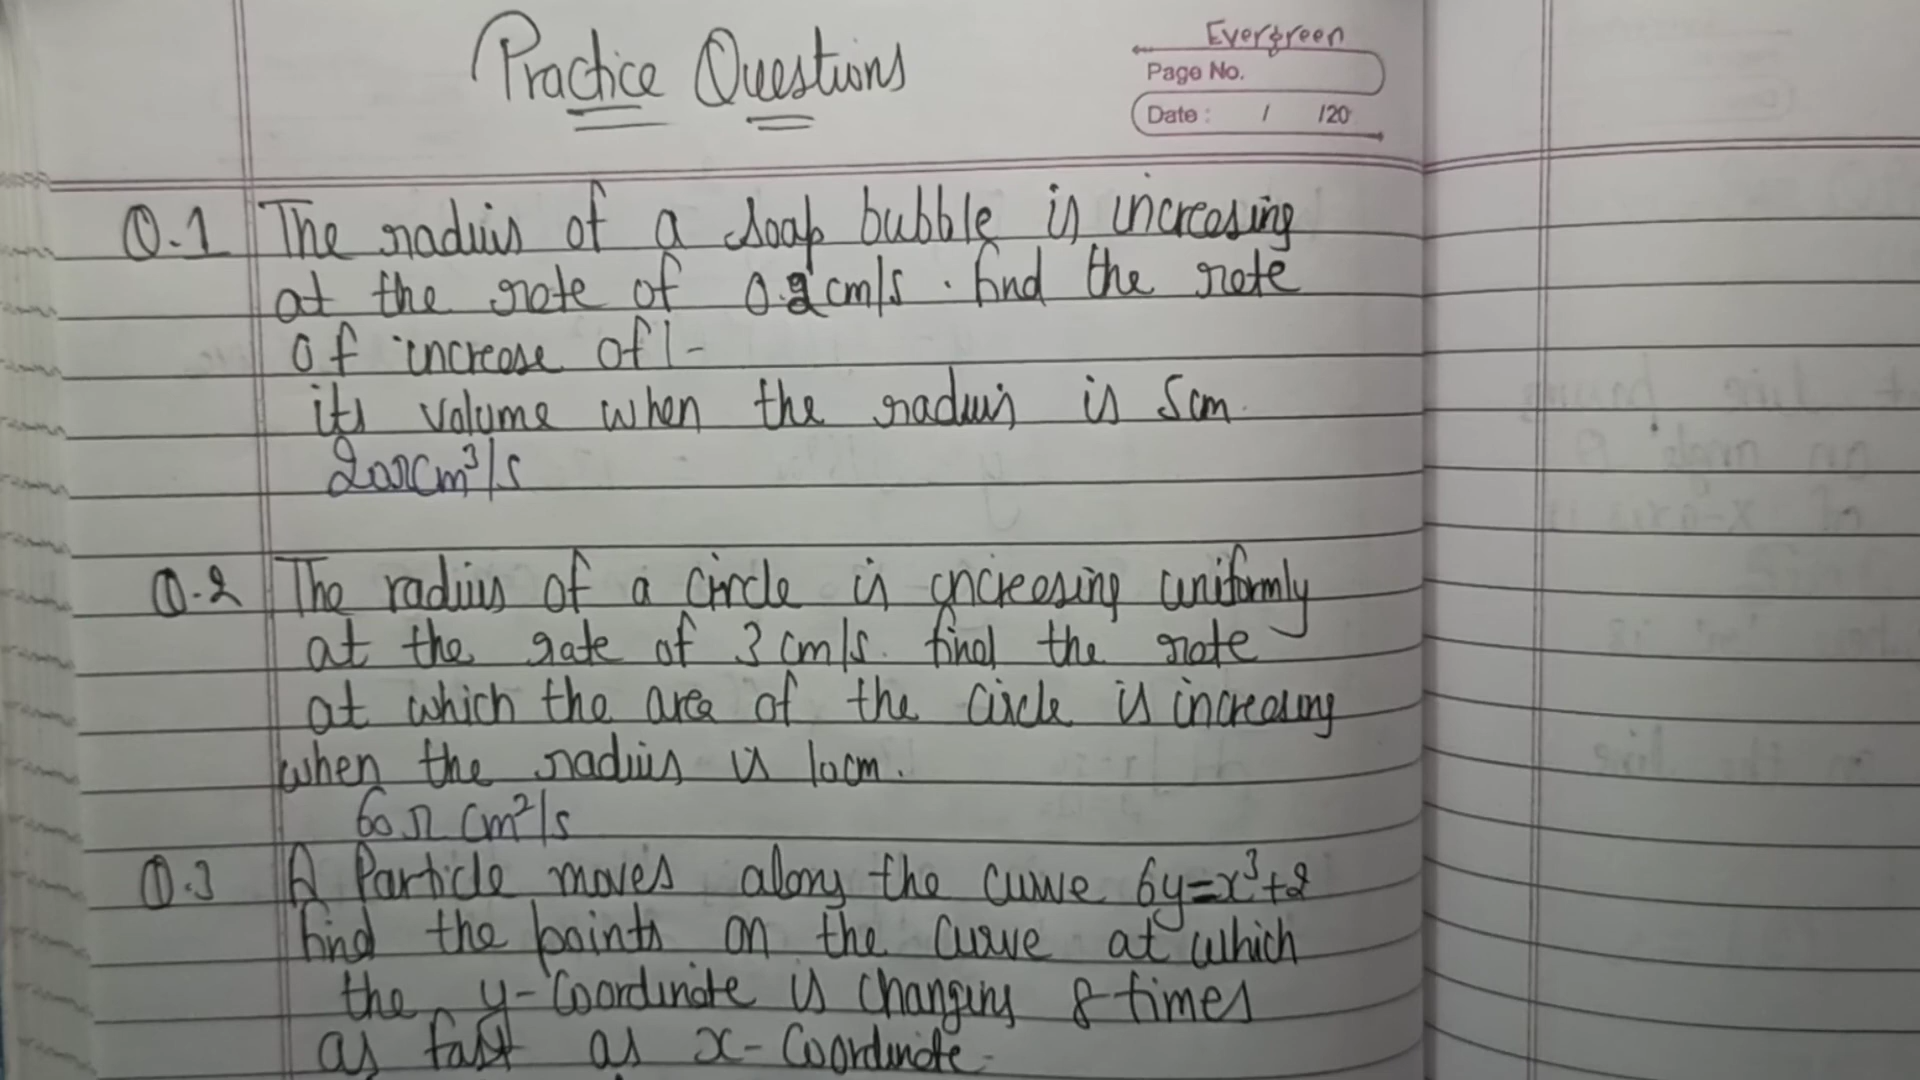 Practice Questions
Evergreen
Page No.
Date : / /20
Q.1 The radius of a soap bubble is increasing
at the rate of 0.2 cm/s. find the rate
of increase of :-
its volume when the radius is 5cm.
20π cm³/s
Q.2 The radius of a circle is increasing uniformly
at the rate of 3 cm/s. find the rate
at which the area of the circle is increasing
when the radius is 10cm.
60π cm²/s
Q.3 A Particle moves along the curve 6y=x³+2
find the points on the curve at which
the y-Coordinate is changing 8 times
as fast as x-Coordinate.